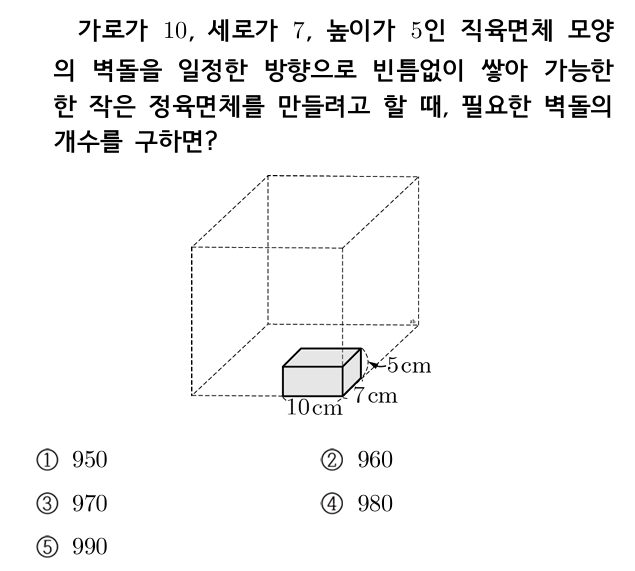 가로가 10, 세로가 7, 높이가 5인 직육면체 모양
의 벽돌을 일정한 방향으로 빈틈없이 쌓아 가능한
한 작은 정육면체를 만들려고 할 때, 필요한 벽돌의
개수를 구하면?
5cm
7cm
10cm
① 950
② 960
③ 970
④ 980
⑤ 990